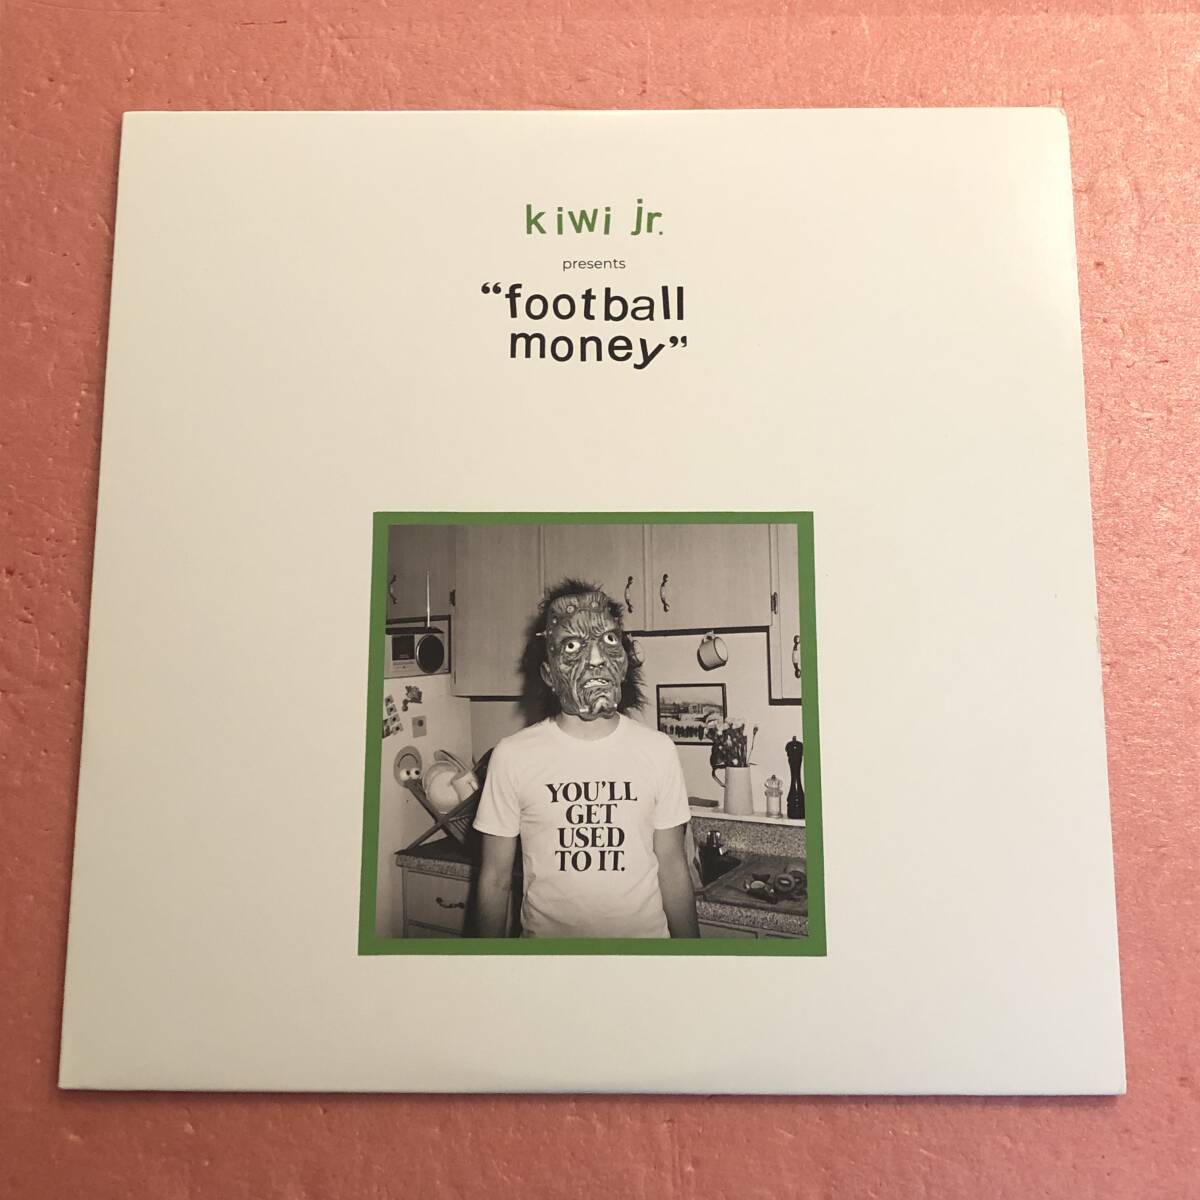 kiwi jr.
presents
“football
money”
YOU'LL
GET
USED
TO IT.